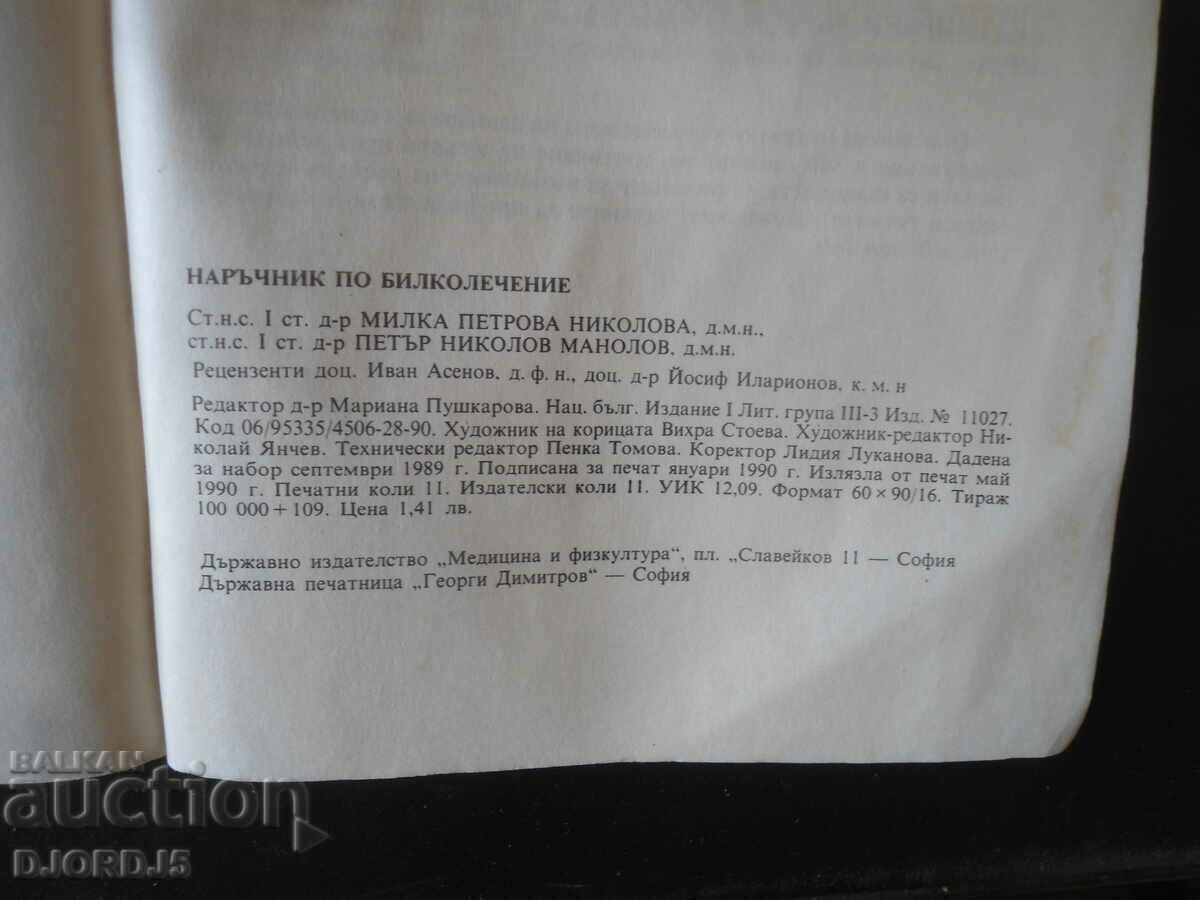 НАРЪЧНИК ПО БИЛКОЛЕЧЕНИЕ
Ст.н.с. I ст. д-р МИЛКА ПЕТРОВА НИКОЛОВА, д.м.н.,
ст.н.с. I ст. д-р ПЕТЪР НИКОЛОВ МАНОЛОВ, д.м.н.
Рецензенти доц. Иван Асенов, д. ф. н., доц. д-р Йосиф Иларионов, к. м. н
Редактор д-р Мариана Пушкарова. Нац. бълг. Издание I Лит. група III-3 Изд. № 11027.
Код 06/95335/4506-28-90. Художник на корицата Вихра Стоева. Художник-редактор Ни-
колай Янчев. Технически редактор Пенка Томова. Коректор Лидия Луканова. Дадена
за набор септември 1989 г. Подписана за печат януари 1990 г. Излязла от печат май
1990 г. Печатни коли 11. Издателски коли 11. УИК 12,09. Формат 60 × 90/16. Тираж
100 000 + 109. Цена 1,41 лв.
Държавно издателство „Медицина и физкултура“, пл. „Славейков 11 — София
Държавна печатница „Георги Димитров“ — София
BALKAN
auction
DJORDJ5